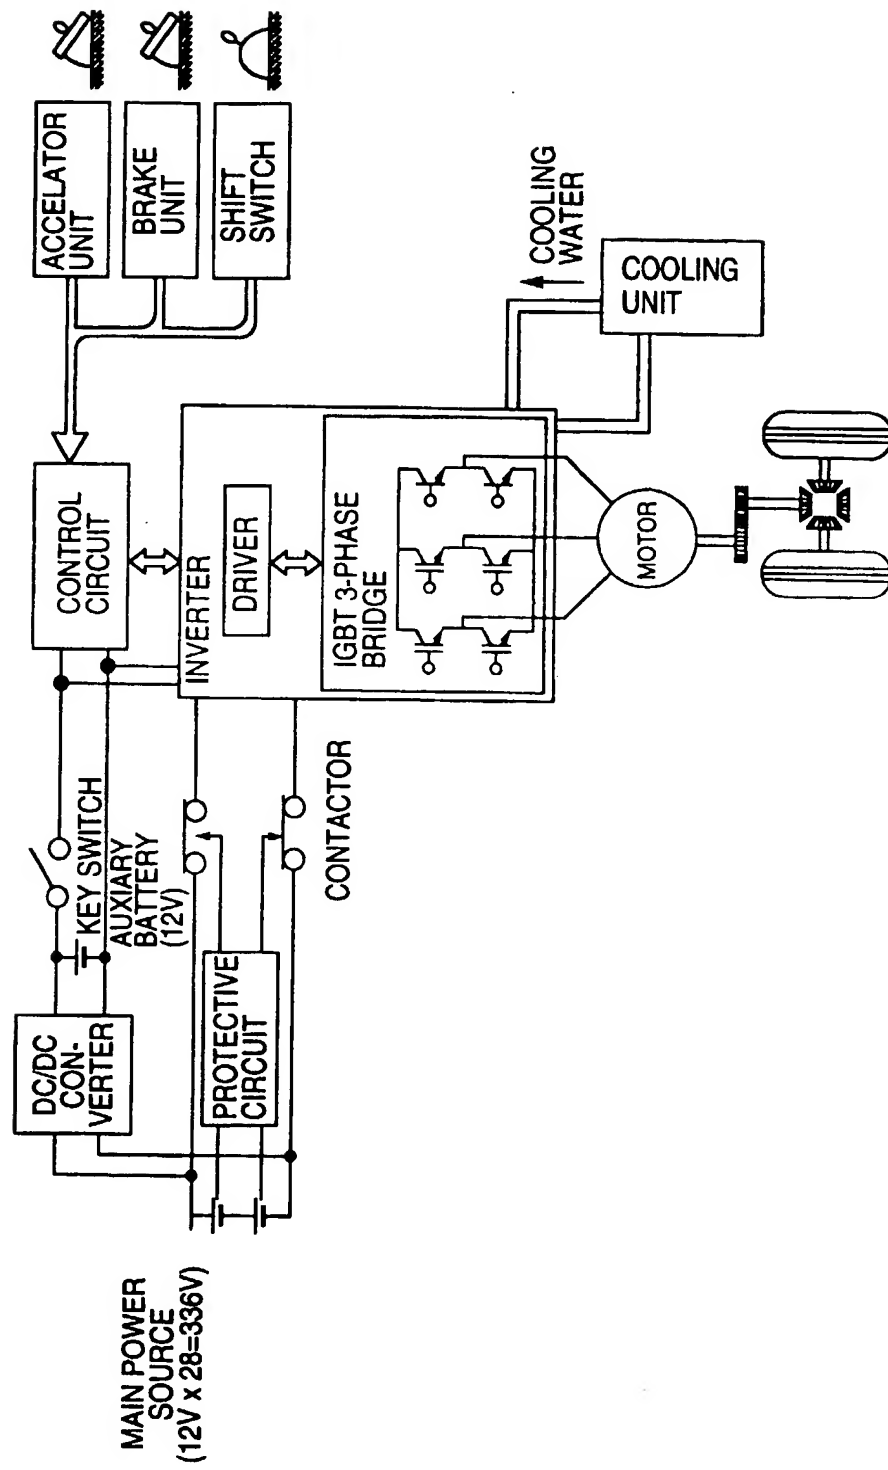 MAIN POWER
SOURCE
(12V x 28=336V)
DC/DC
CON-
VERTER
KEY SWITCH
AUXIARY
BATTERY
(12V)
PROTECTIVE
CIRCUIT
CONTACTOR
CONTROL
CIRCUIT
INVERTER
DRIVER
IGBT 3-PHASE
BRIDGE
MOTOR
ACCELATOR
UNIT
BRAKE
UNIT
SHIFT
SWITCH
COOLING
WATER
COOLING
UNIT